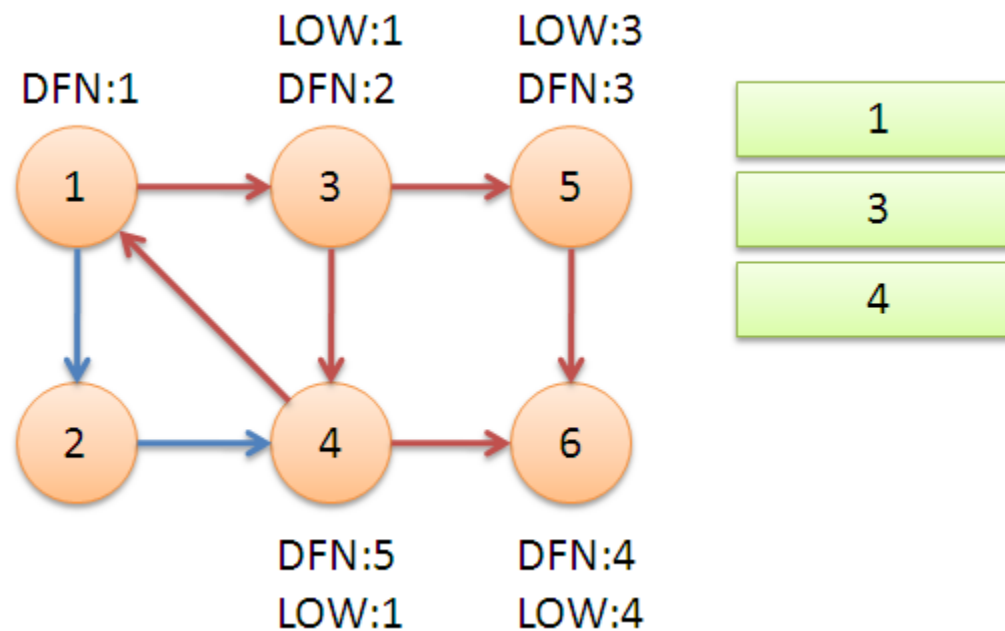 LOW:1 LOW:3
DFN:1 DFN:2 DFN:3
1 3 5
2 4 6
DFN:5 DFN:4
LOW:1 LOW:4
1
3
4